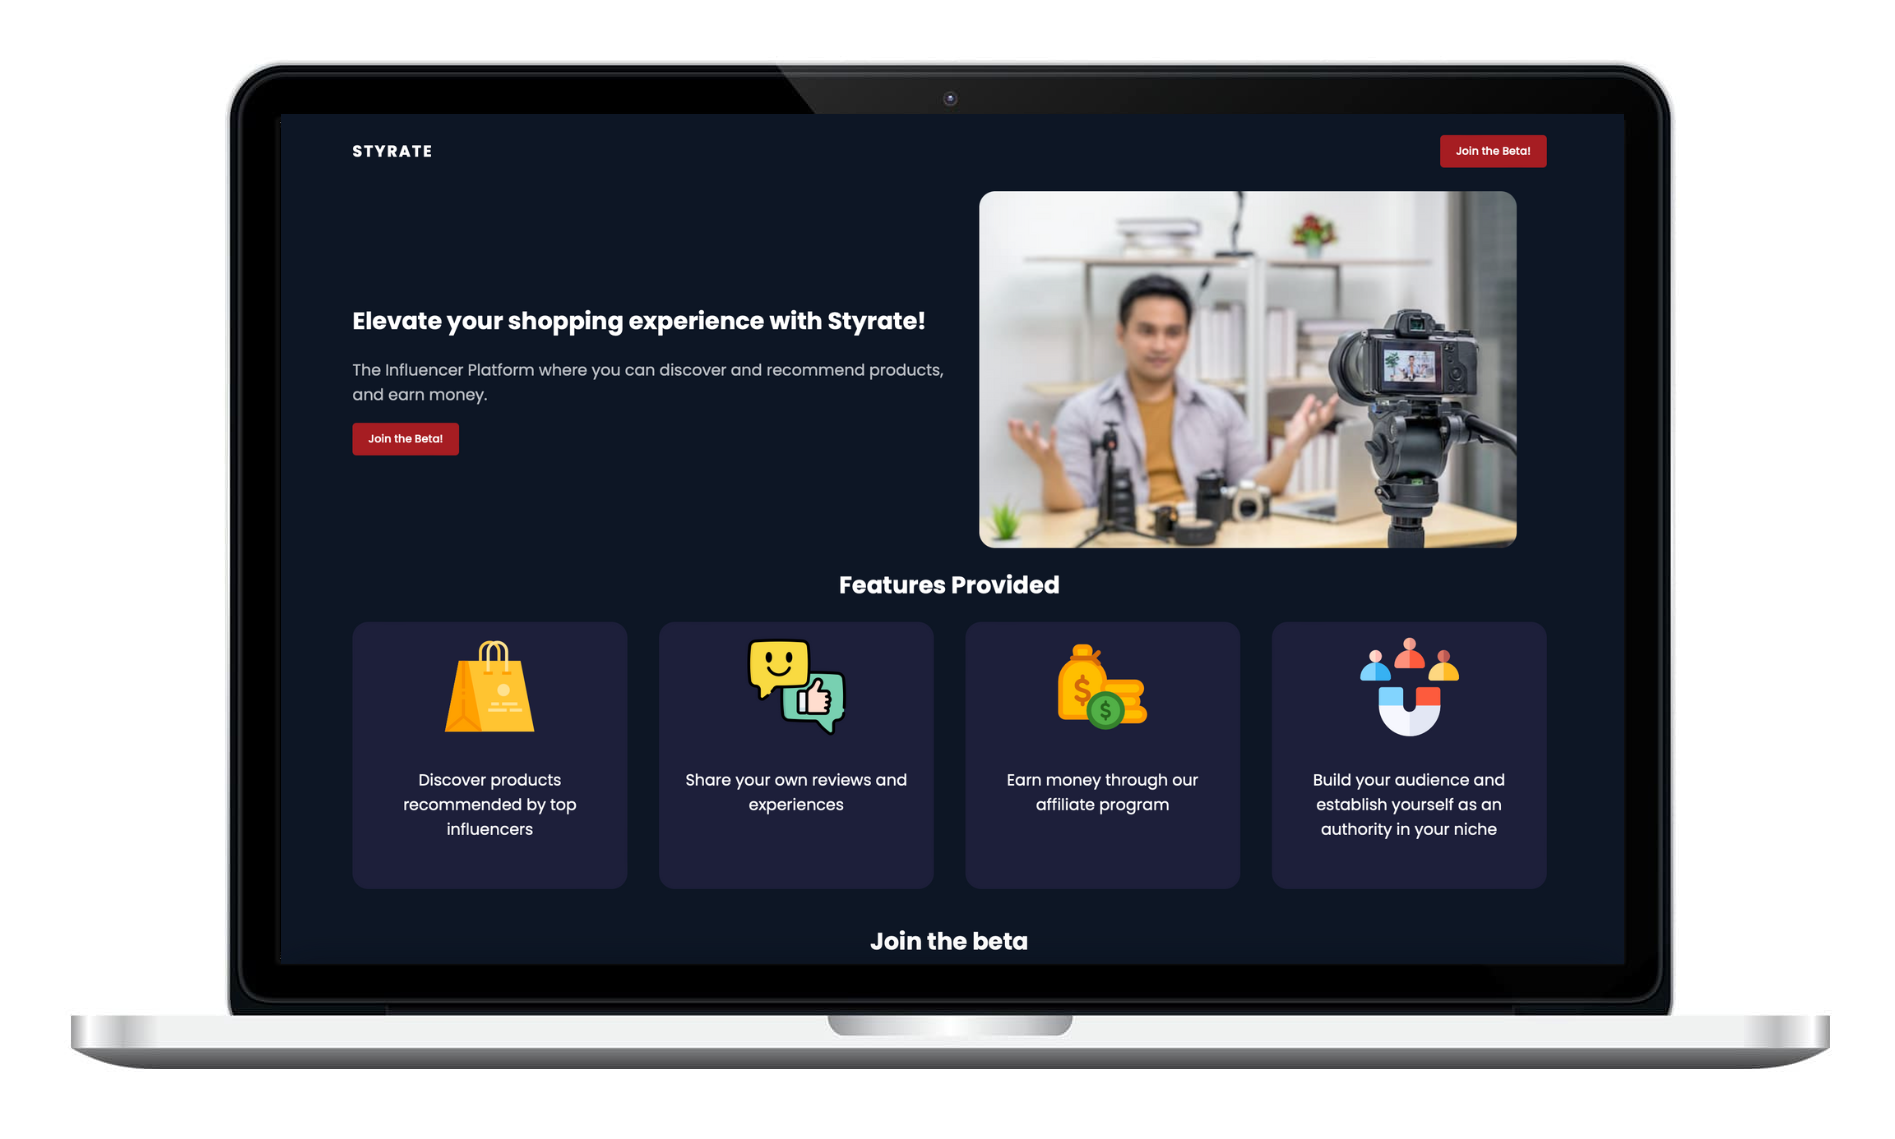 STYRATE
Join the Beta!
Elevate your shopping experience with Styrate!
The Influencer Platform where you can discover and recommend products,
and earn money.
Join the Beta!
Features Provided
Discover products
recommended by top
influencers
Share your own reviews and
experiences
Earn money through our
affiliate program
Build your audience and
establish yourself as an
authority in your niche
Join the beta